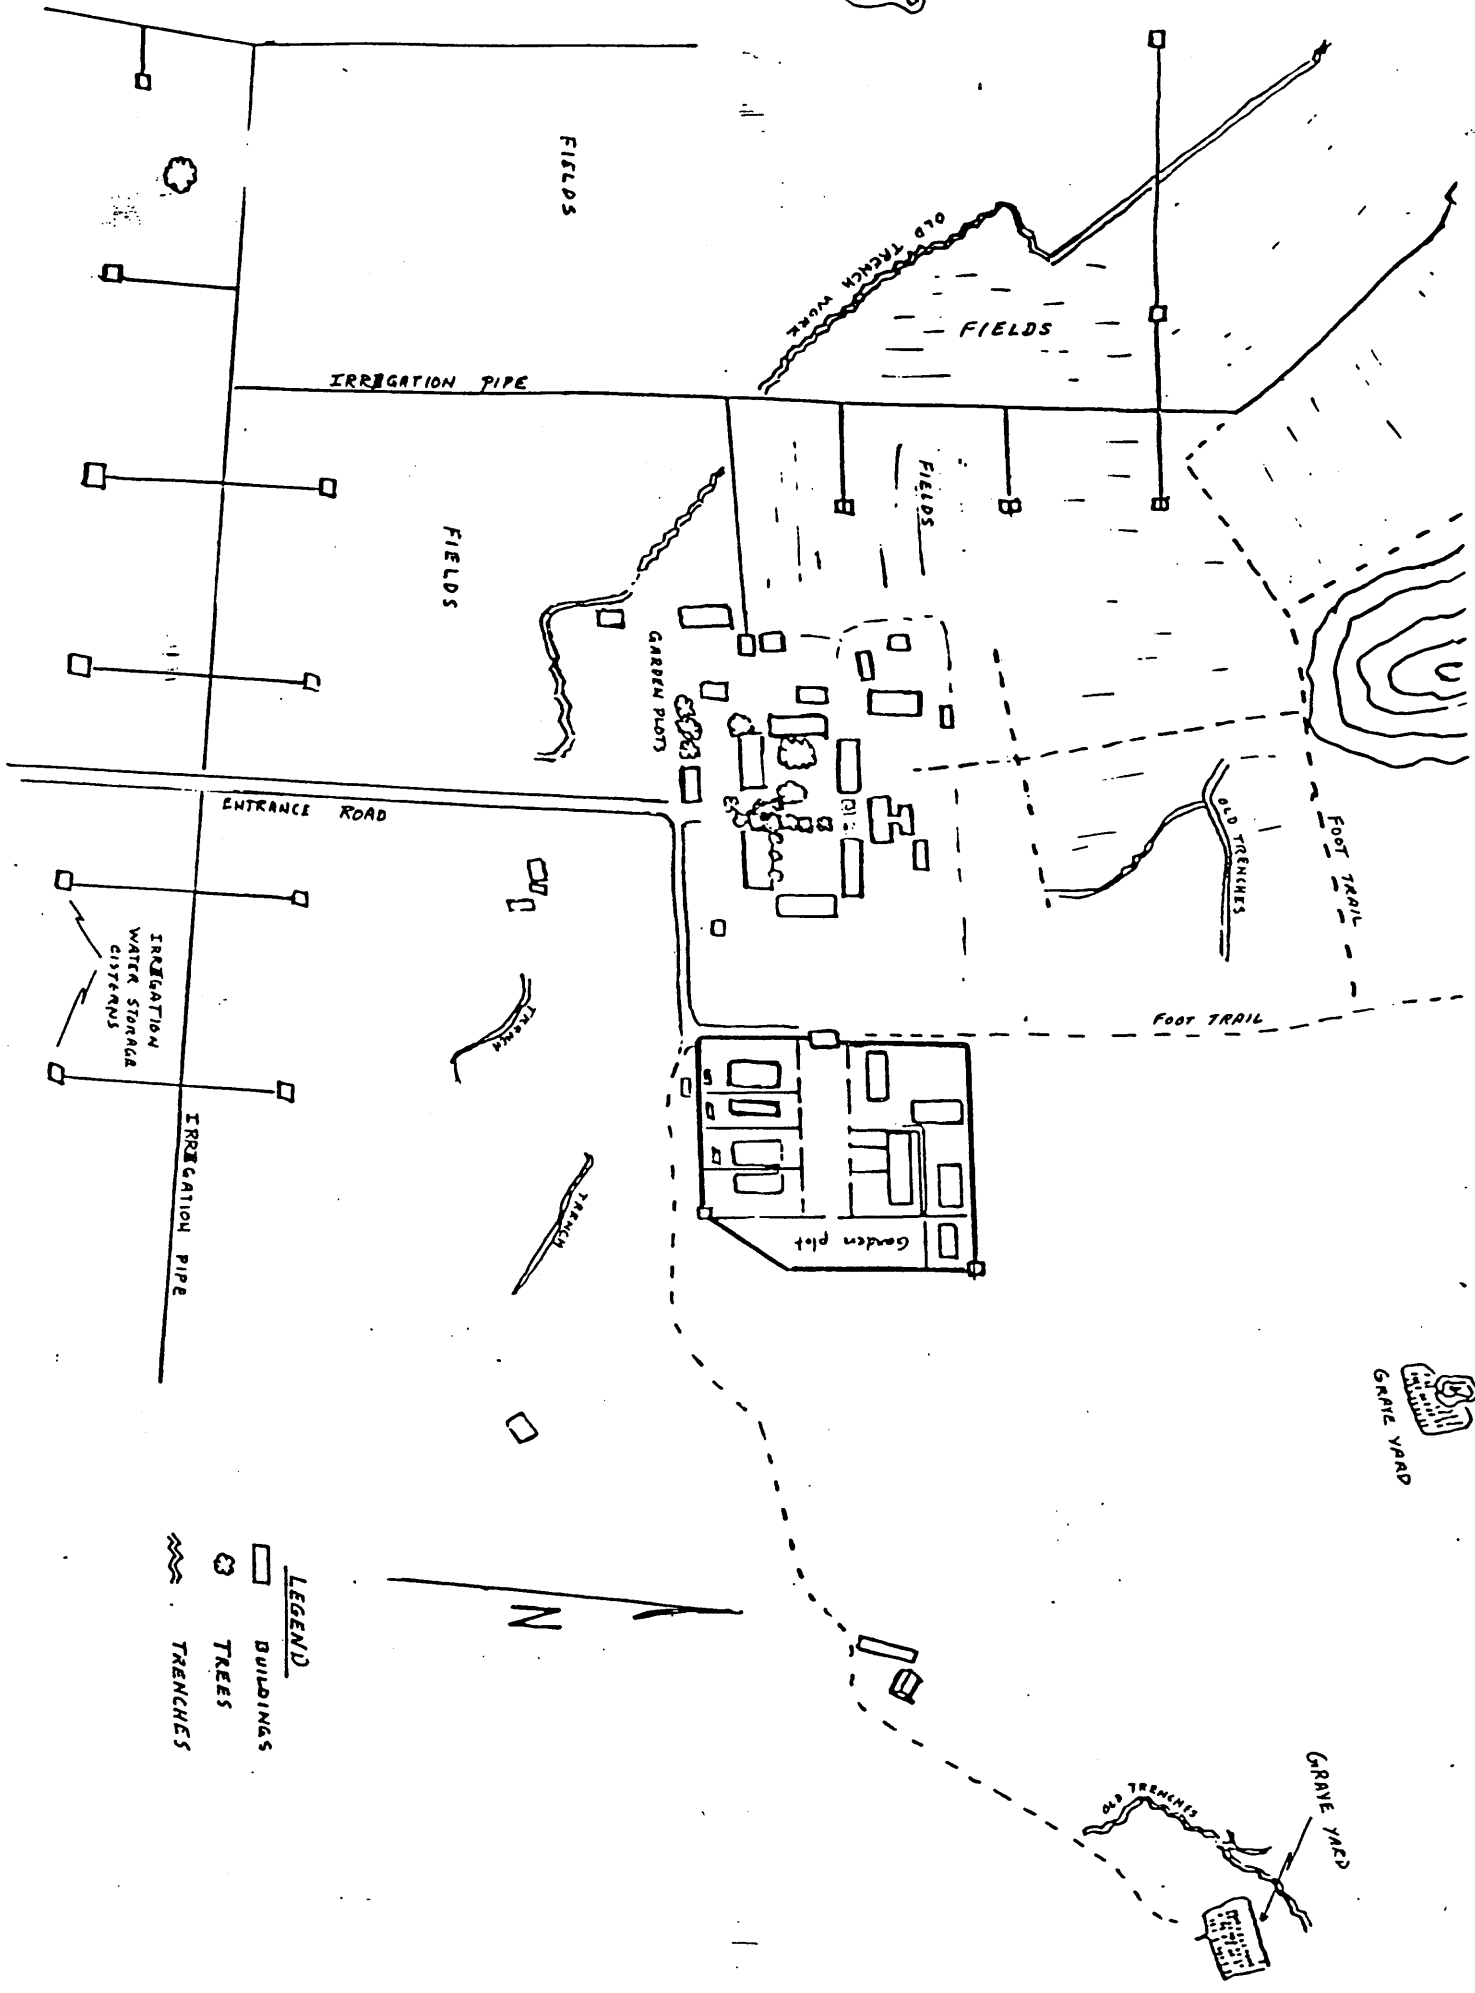 FIELDS
OLD TRENCH WORK
FIELDS
IRRIGATION PIPE
FIELDS
FIELDS
GARDEN PLOTS
ENTRANCE ROAD
OLD TRENCHES
FOOT TRAIL
IRRIGATION
WATER STORAGE
CISTERNS
TRENCH
FOOT TRAIL
IRRIGATION PIPE
TRENCH
Garden plot
GRAVE YARD
N
LEGEND
BUILDINGS
TREES
TRENCHES
OLD TRENCHES
GRAVE YARD